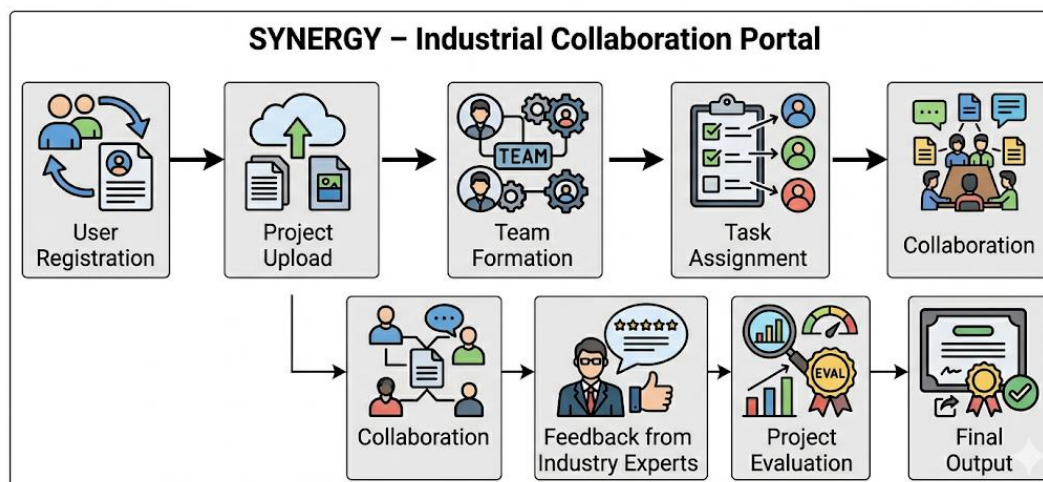 SYNERGY – Industrial Collaboration Portal
TEAM
User
Registration
Project
Upload
Team
Formation
Task
Assignment
Collaboration
EVAL
Collaboration
Feedback from
Industry Experts
Project
Evaluation
Final
Output